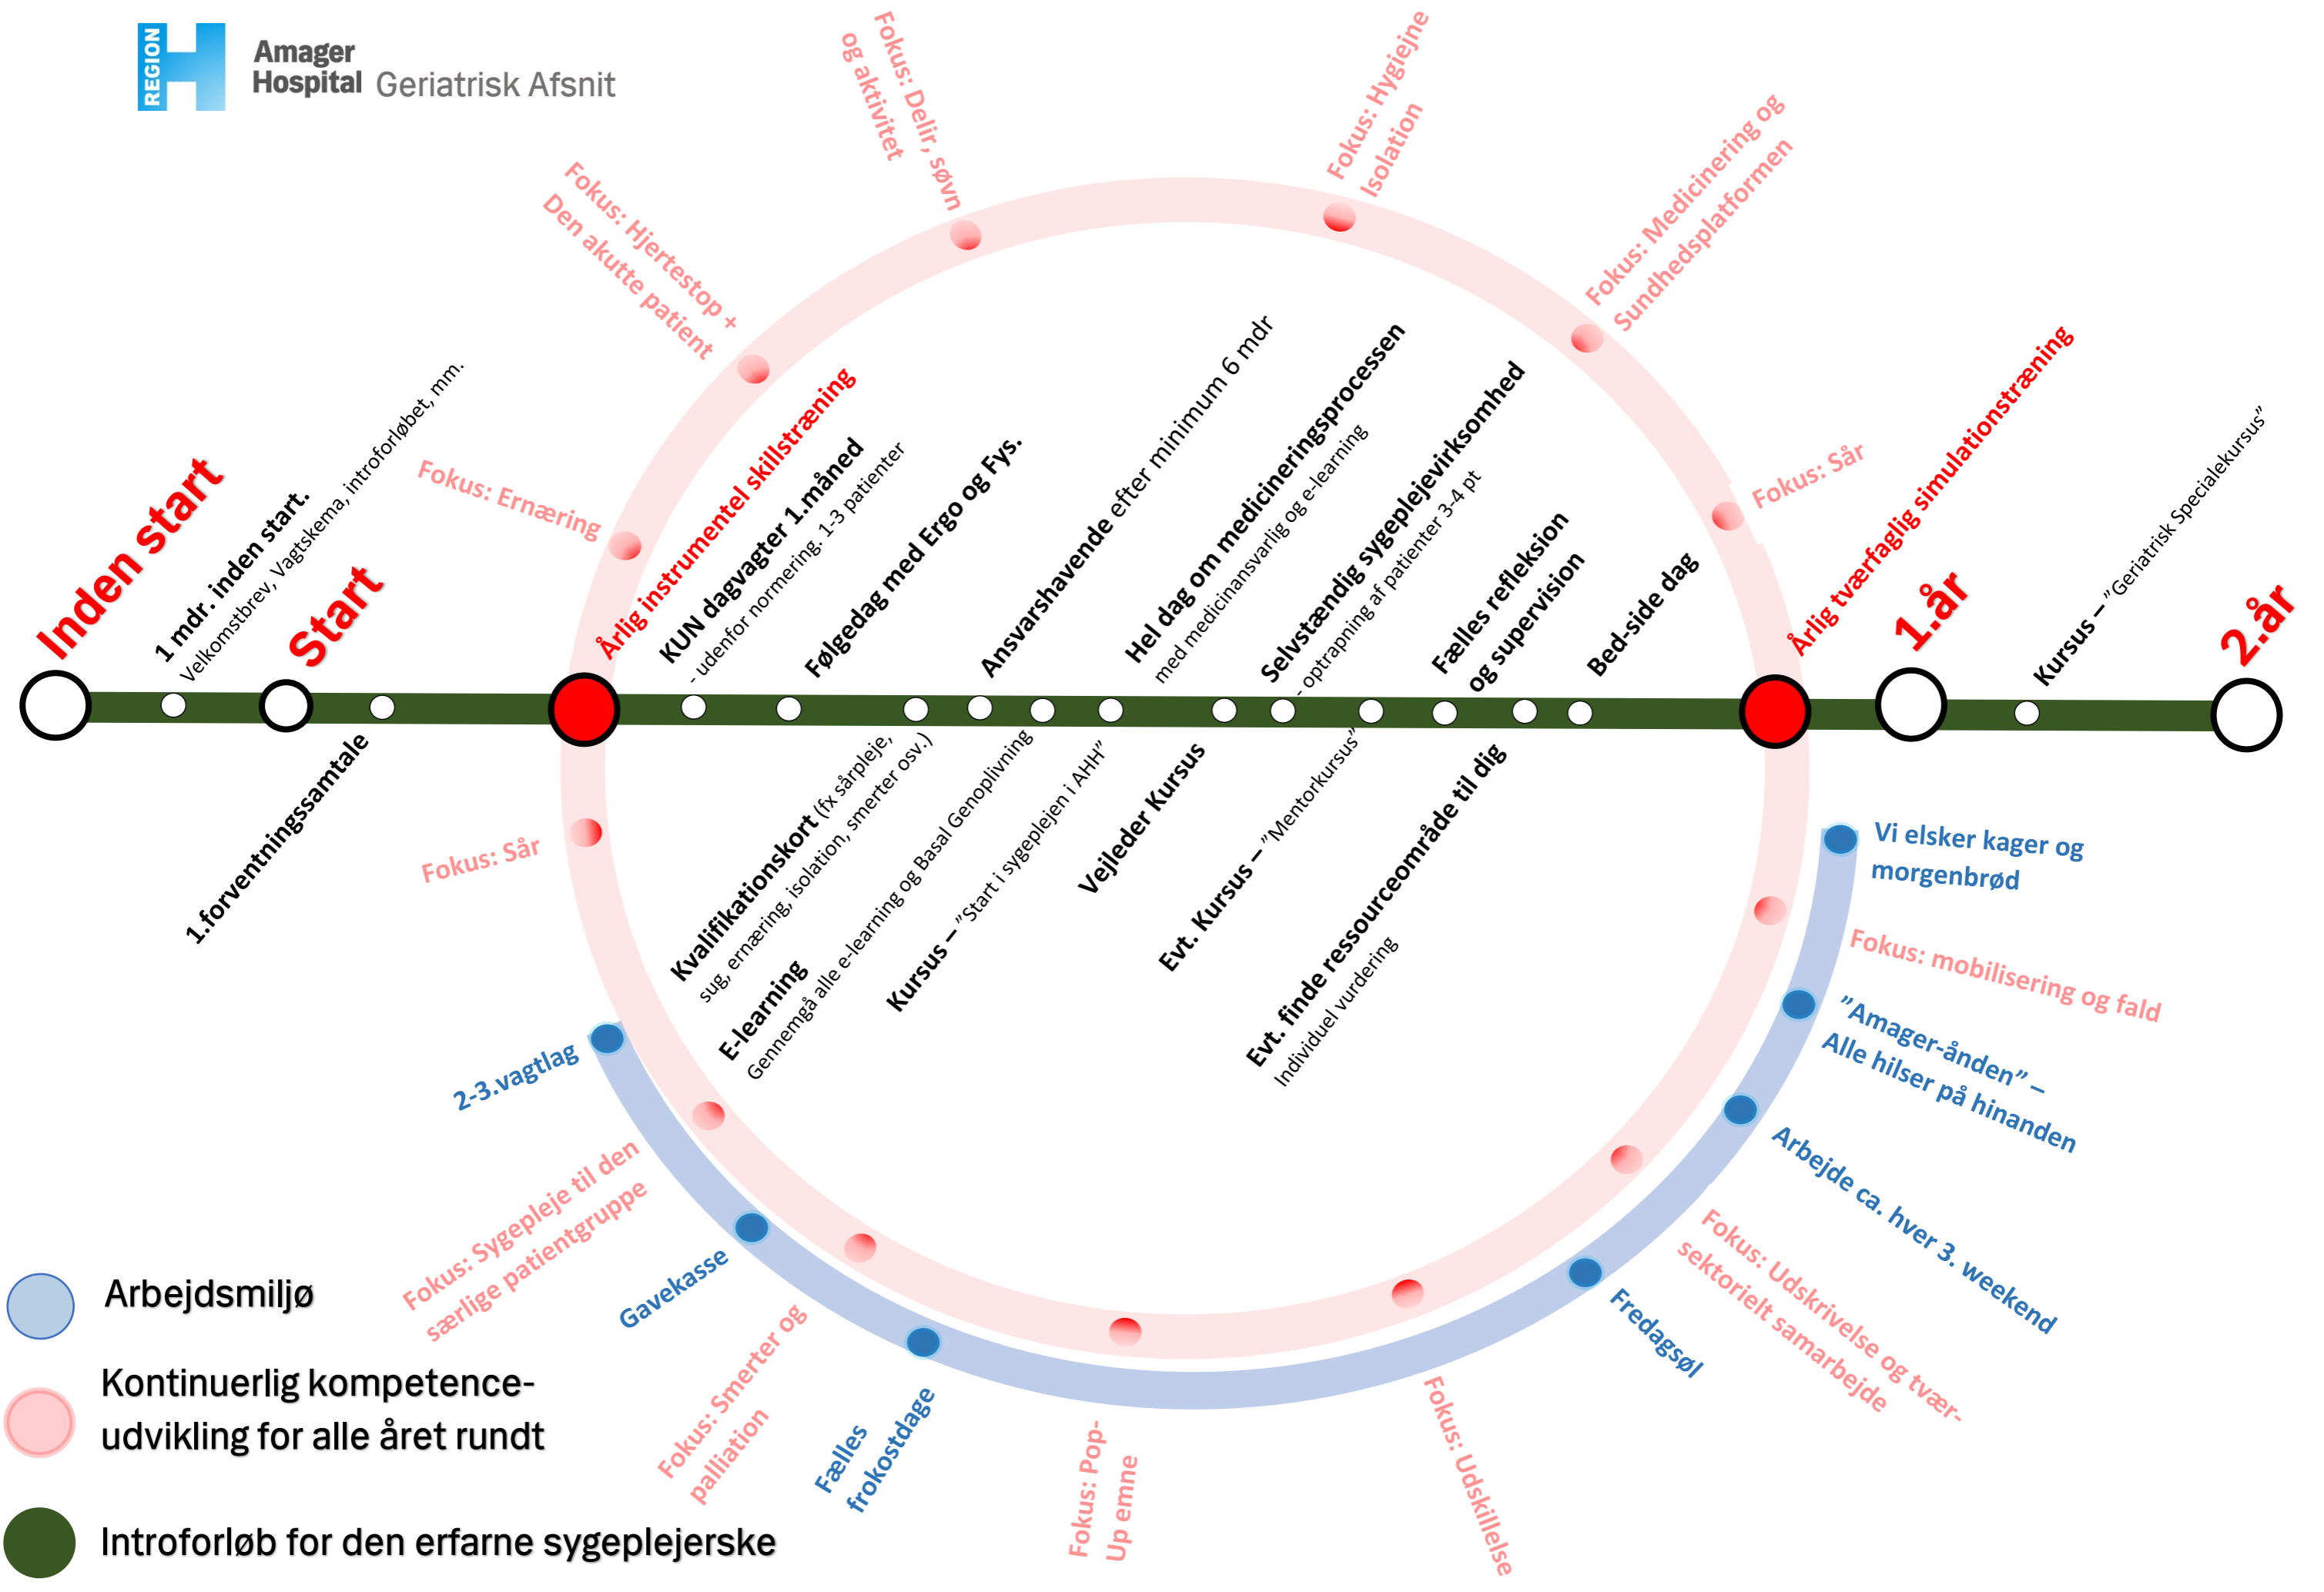 REGION
Amager
Hospital Geriatrisk Afsnit
Fokus: Delir, søvn
og aktivitet
Fokus: Hygiejne
Isolation
Fokus: Hjertestop +
Den akutte patient
Fokus: Medicinering og
Sundhedsplatformen
Fokus: Ernæring
Fokus: Sår
Inden start
1 mdr. inden start.
Velkomstbrev, Vagtskema, introforløbet, mm.
Start
Årlig instrumentel skillstræning
KUN dagvagter 1.måned
- udenfor normering. 1-3 patienter
Følgedag med Ergo og Fys.
Ansvarshavende efter minimum 6 mdr
Hel dag om medicineringsprocessen
med medicinansvarlig og e-learning
Selvstændig sygeplejevirksomhed
- optrapning af patienter 3-4 pt
Fælles refleksion
og supervision
Bed-side dag
Årlig tværfaglig simulationstræning
1.år
Kursus – ”Geriatrisk Specialekursus”
2.år
1.forventningssamtale
Kvalifikationskort (fx sårpleje,
sug, ernæring, isolation, smerter osv.)
E-learning
Gennemgå alle e-learning og Basal Genoplivning
Kursus – ”Start i sygeplejen i AHH”
Vejleder Kursus
Evt. Kursus – ”Mentorkursus”
Evt. finde ressourceområde til dig
Individuel vurdering
Fokus: Sår
2-3.vagtlag
Fokus: Sygepleje til den
særlige patientgruppe
Gavekasse
Fokus: Smerter og
palliation
Fælles
frokostdage
Fokus: Pop-
Up emne
Fokus: Udskillelse
Fredagsøl
Fokus: Udskrivelse og tvær-
sektorielt samarbejde
Arbejde ca. hver 3. weekend
”Amager-ånden” –
Alle hilser på hinanden
Fokus: mobilisering og fald
Vi elsker kager og
morgenbrød
Arbejdsmiljø
Kontinuerlig kompetence-
udvikling for alle året rundt
Introforløb for den erfarne sygeplejerske